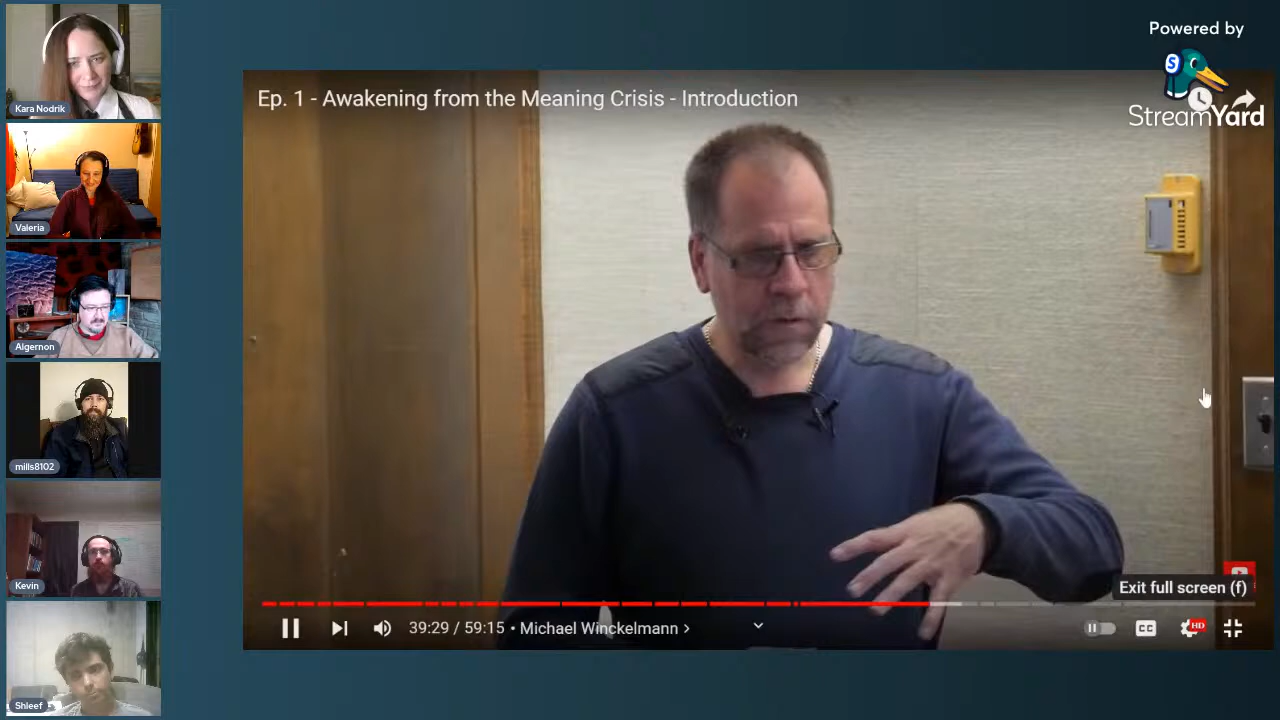 Kara Nodrik
Valeria
Algernon
mills8102
Kevin
Shleef
Powered by
S
StreamYard
Ep. 1 - Awakening from the Meaning Crisis - Introduction
Exit full screen (f)
39:29 / 59:15 • Michael Winckelmann >
CC
HD